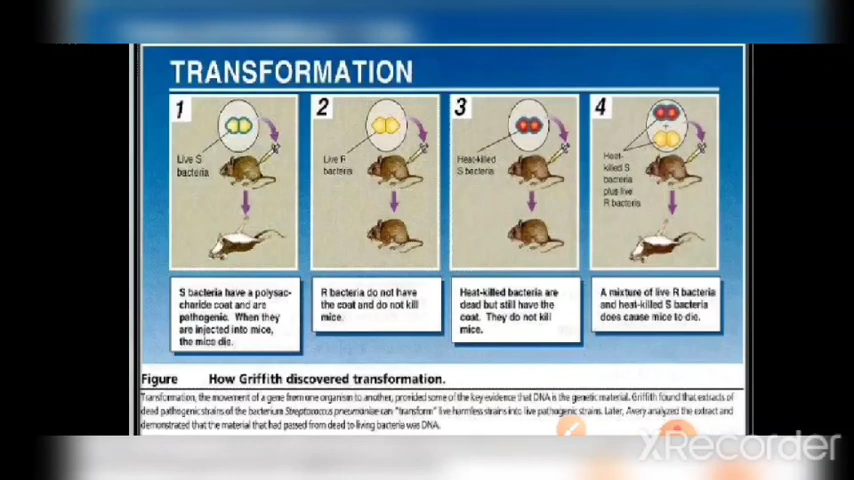 TRANSFORMATION
1
Live S
bacteria
S bacteria have a polysac-
charide coat and are
pathogenic. When they
are injected into mice,
the mice die.
2
Live R
bacteria
R bacteria do not have
the coat and do not kill
mice.
3
Heat-killed
S bacteria
Heat-killed bacteria are
dead but still have the
coat. They do not kill
mice.
4
+
Heat-
killed S
bacteria
plus live
R bacteria
A mixture of live R bacteria
and heat-killed S bacteria
does cause mice to die.
Figure How Griffith discovered transformation.
Transformation, the movement of a gene from one organism to another, provided some of the key evidence that DNA is the genetic material. Griffith found that extracts of
dead pathogenic strains of the bacterium Streptococcus pneumoniae can "transform" live harmless strains into live pathogenic strains. Later, Avery analyzed the extract and
demonstrated that the material that had passed from dead to living bacteria was DNA.
XRecorder